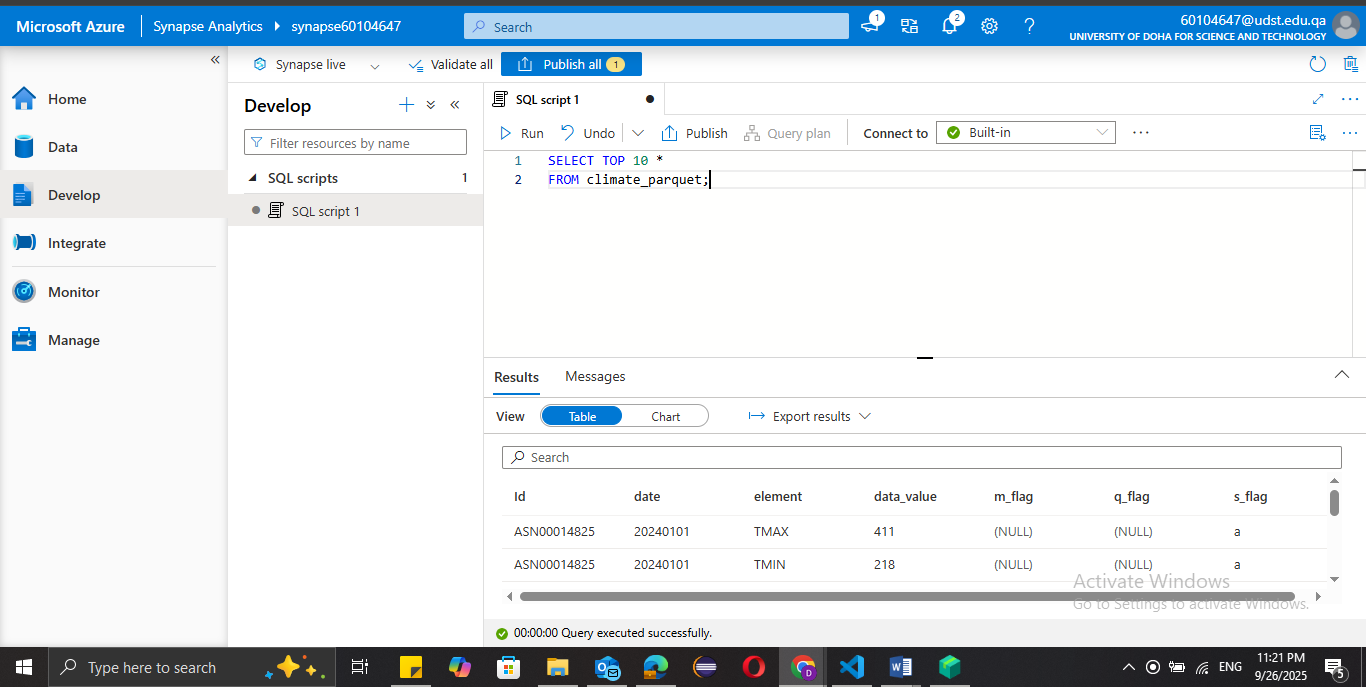 Microsoft Azure Synapse Analytics synapse60104647 Search 1 2 60104647@udst.edu.qa
UNIVERSITY OF DOHA FOR SCIENCE AND TECHNOLOGY
Synapse live Validate all Publish all 1
Home
Data
Develop
Integrate
Monitor
Manage
Develop
Filter resources by name
SQL scripts 1
SQL script 1
SQL script 1
Run Undo Publish Query plan Connect to Built-in
1 SELECT TOP 10 *
2 FROM climate_parquet;
Results Messages
View Table Chart Export results
Search
Id date element data_value m_flag q_flag s_flag
ASN00014825 20240101 TMAX 411 (NULL) (NULL) a
ASN00014825 20240101 TMIN 218 (NULL) (NULL) a
Activate Windows
Go to Settings to activate Windows.
00:00:00 Query executed successfully.
Type here to search ENG 11:21 PM
9/26/2025 5